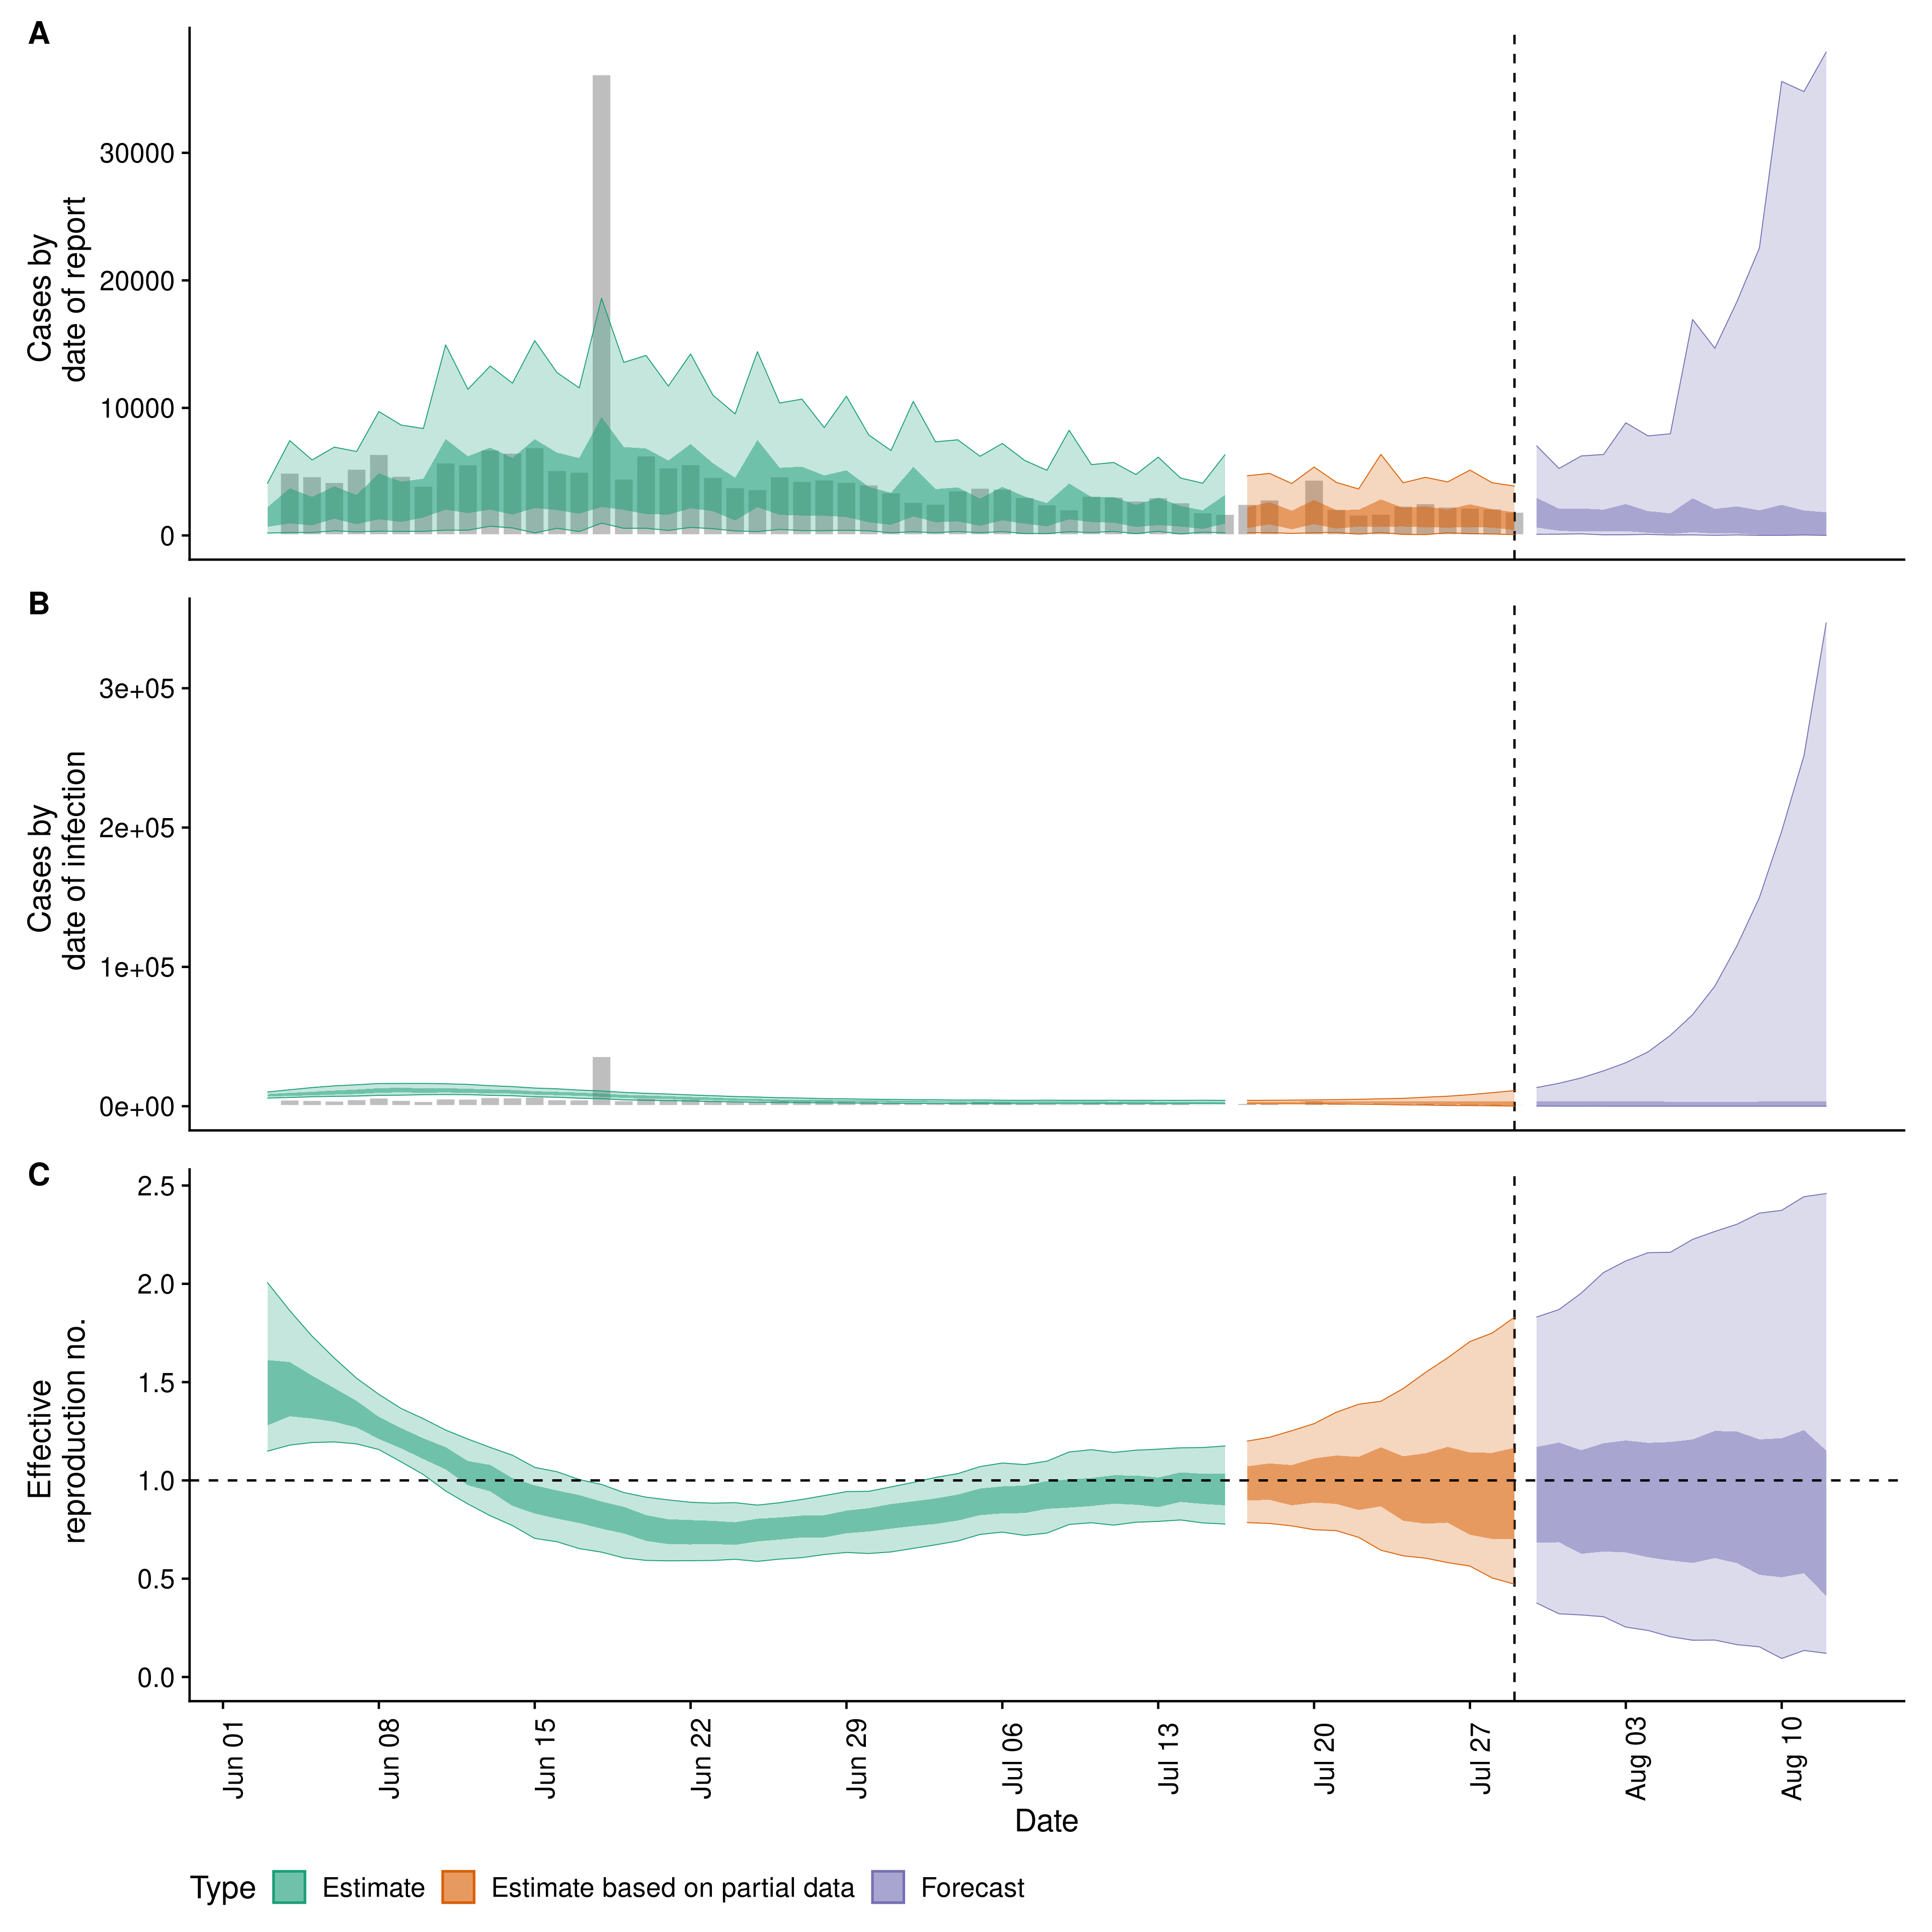 A
Cases by
date of report
30000
20000
10000
0
B
Cases by
date of infection
3e+05
2e+05
1e+05
0e+00
C
Effective
reproduction no.
2.5
2.0
1.5
1.0
0.5
0.0
Jun 01
Jun 08
Jun 15
Jun 22
Jun 29
Jul 06
Jul 13
Jul 20
Jul 27
Aug 03
Aug 10
Date
Type Estimate Estimate based on partial data Forecast